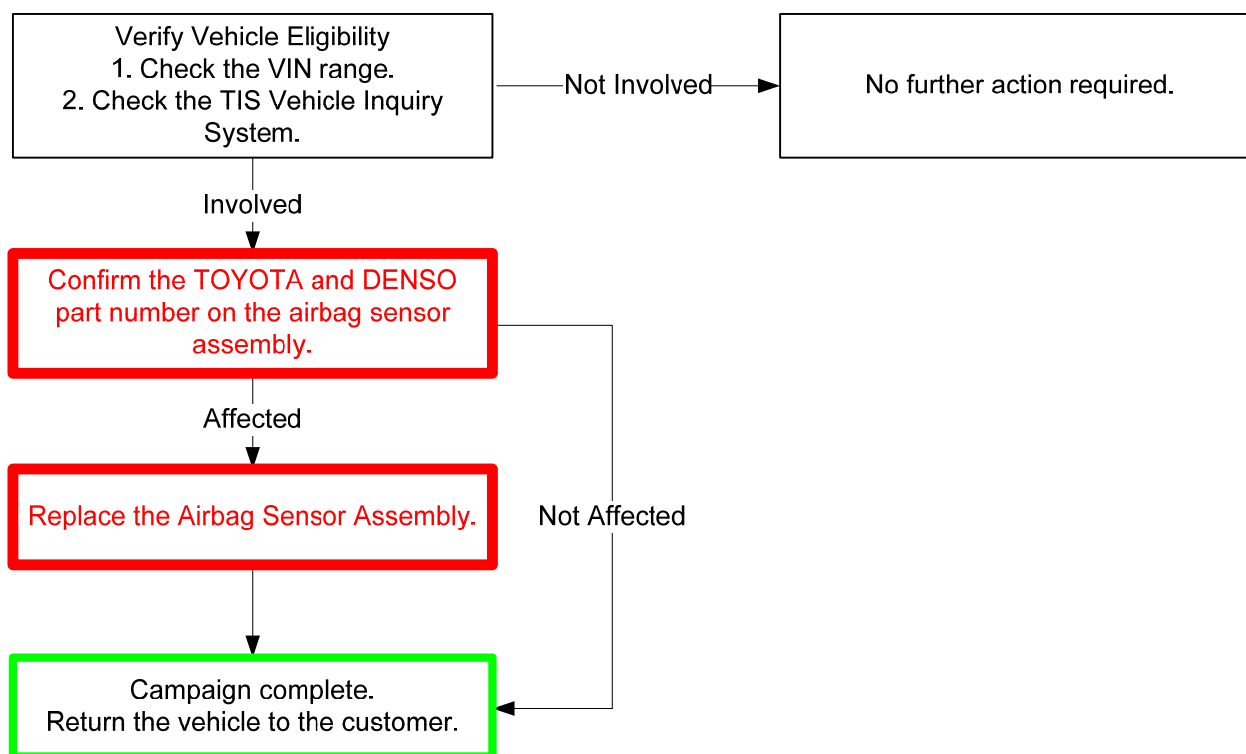 Verify Vehicle Eligibility
1. Check the VIN range.
2. Check the TIS Vehicle Inquiry
System.
Not Involved
No further action required.
Involved
Confirm the TOYOTA and DENSO
part number on the airbag sensor
assembly.
Affected
Replace the Airbag Sensor Assembly.
Not Affected
Campaign complete.
Return the vehicle to the customer.